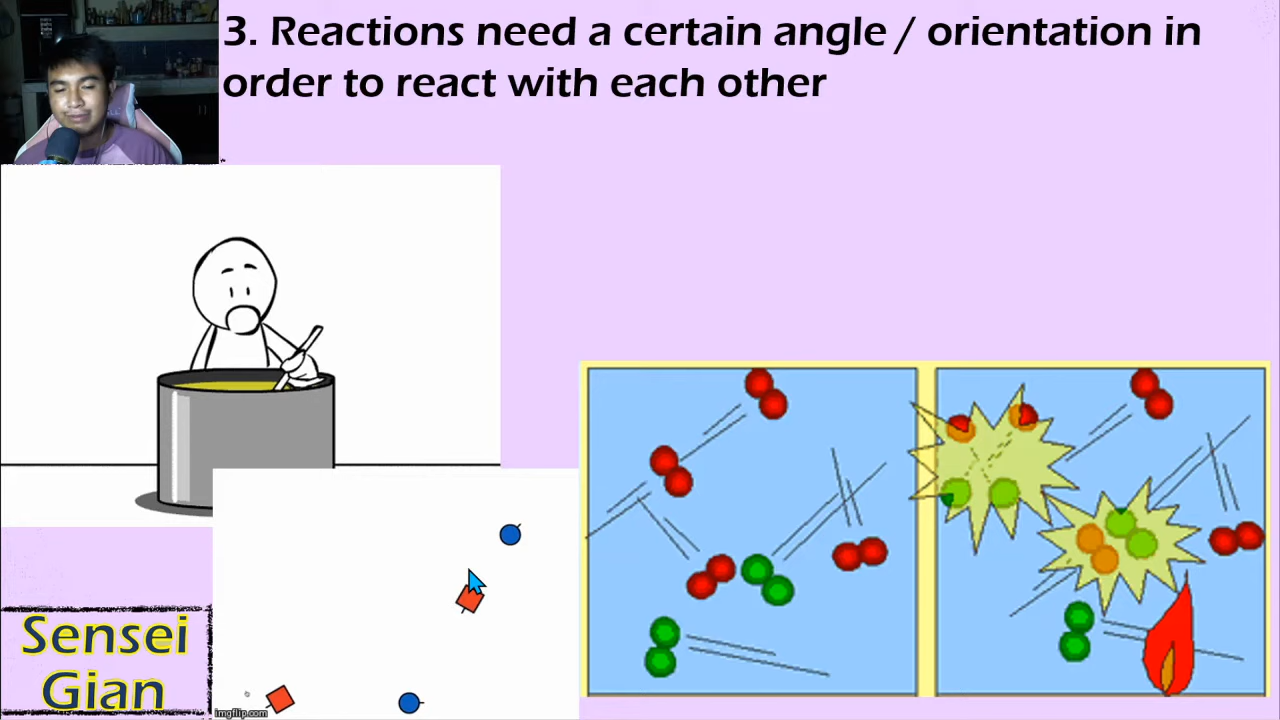 3. Reactions need a certain angle / orientation in
order to react with each other
Sensei
Gian
imgflip.com